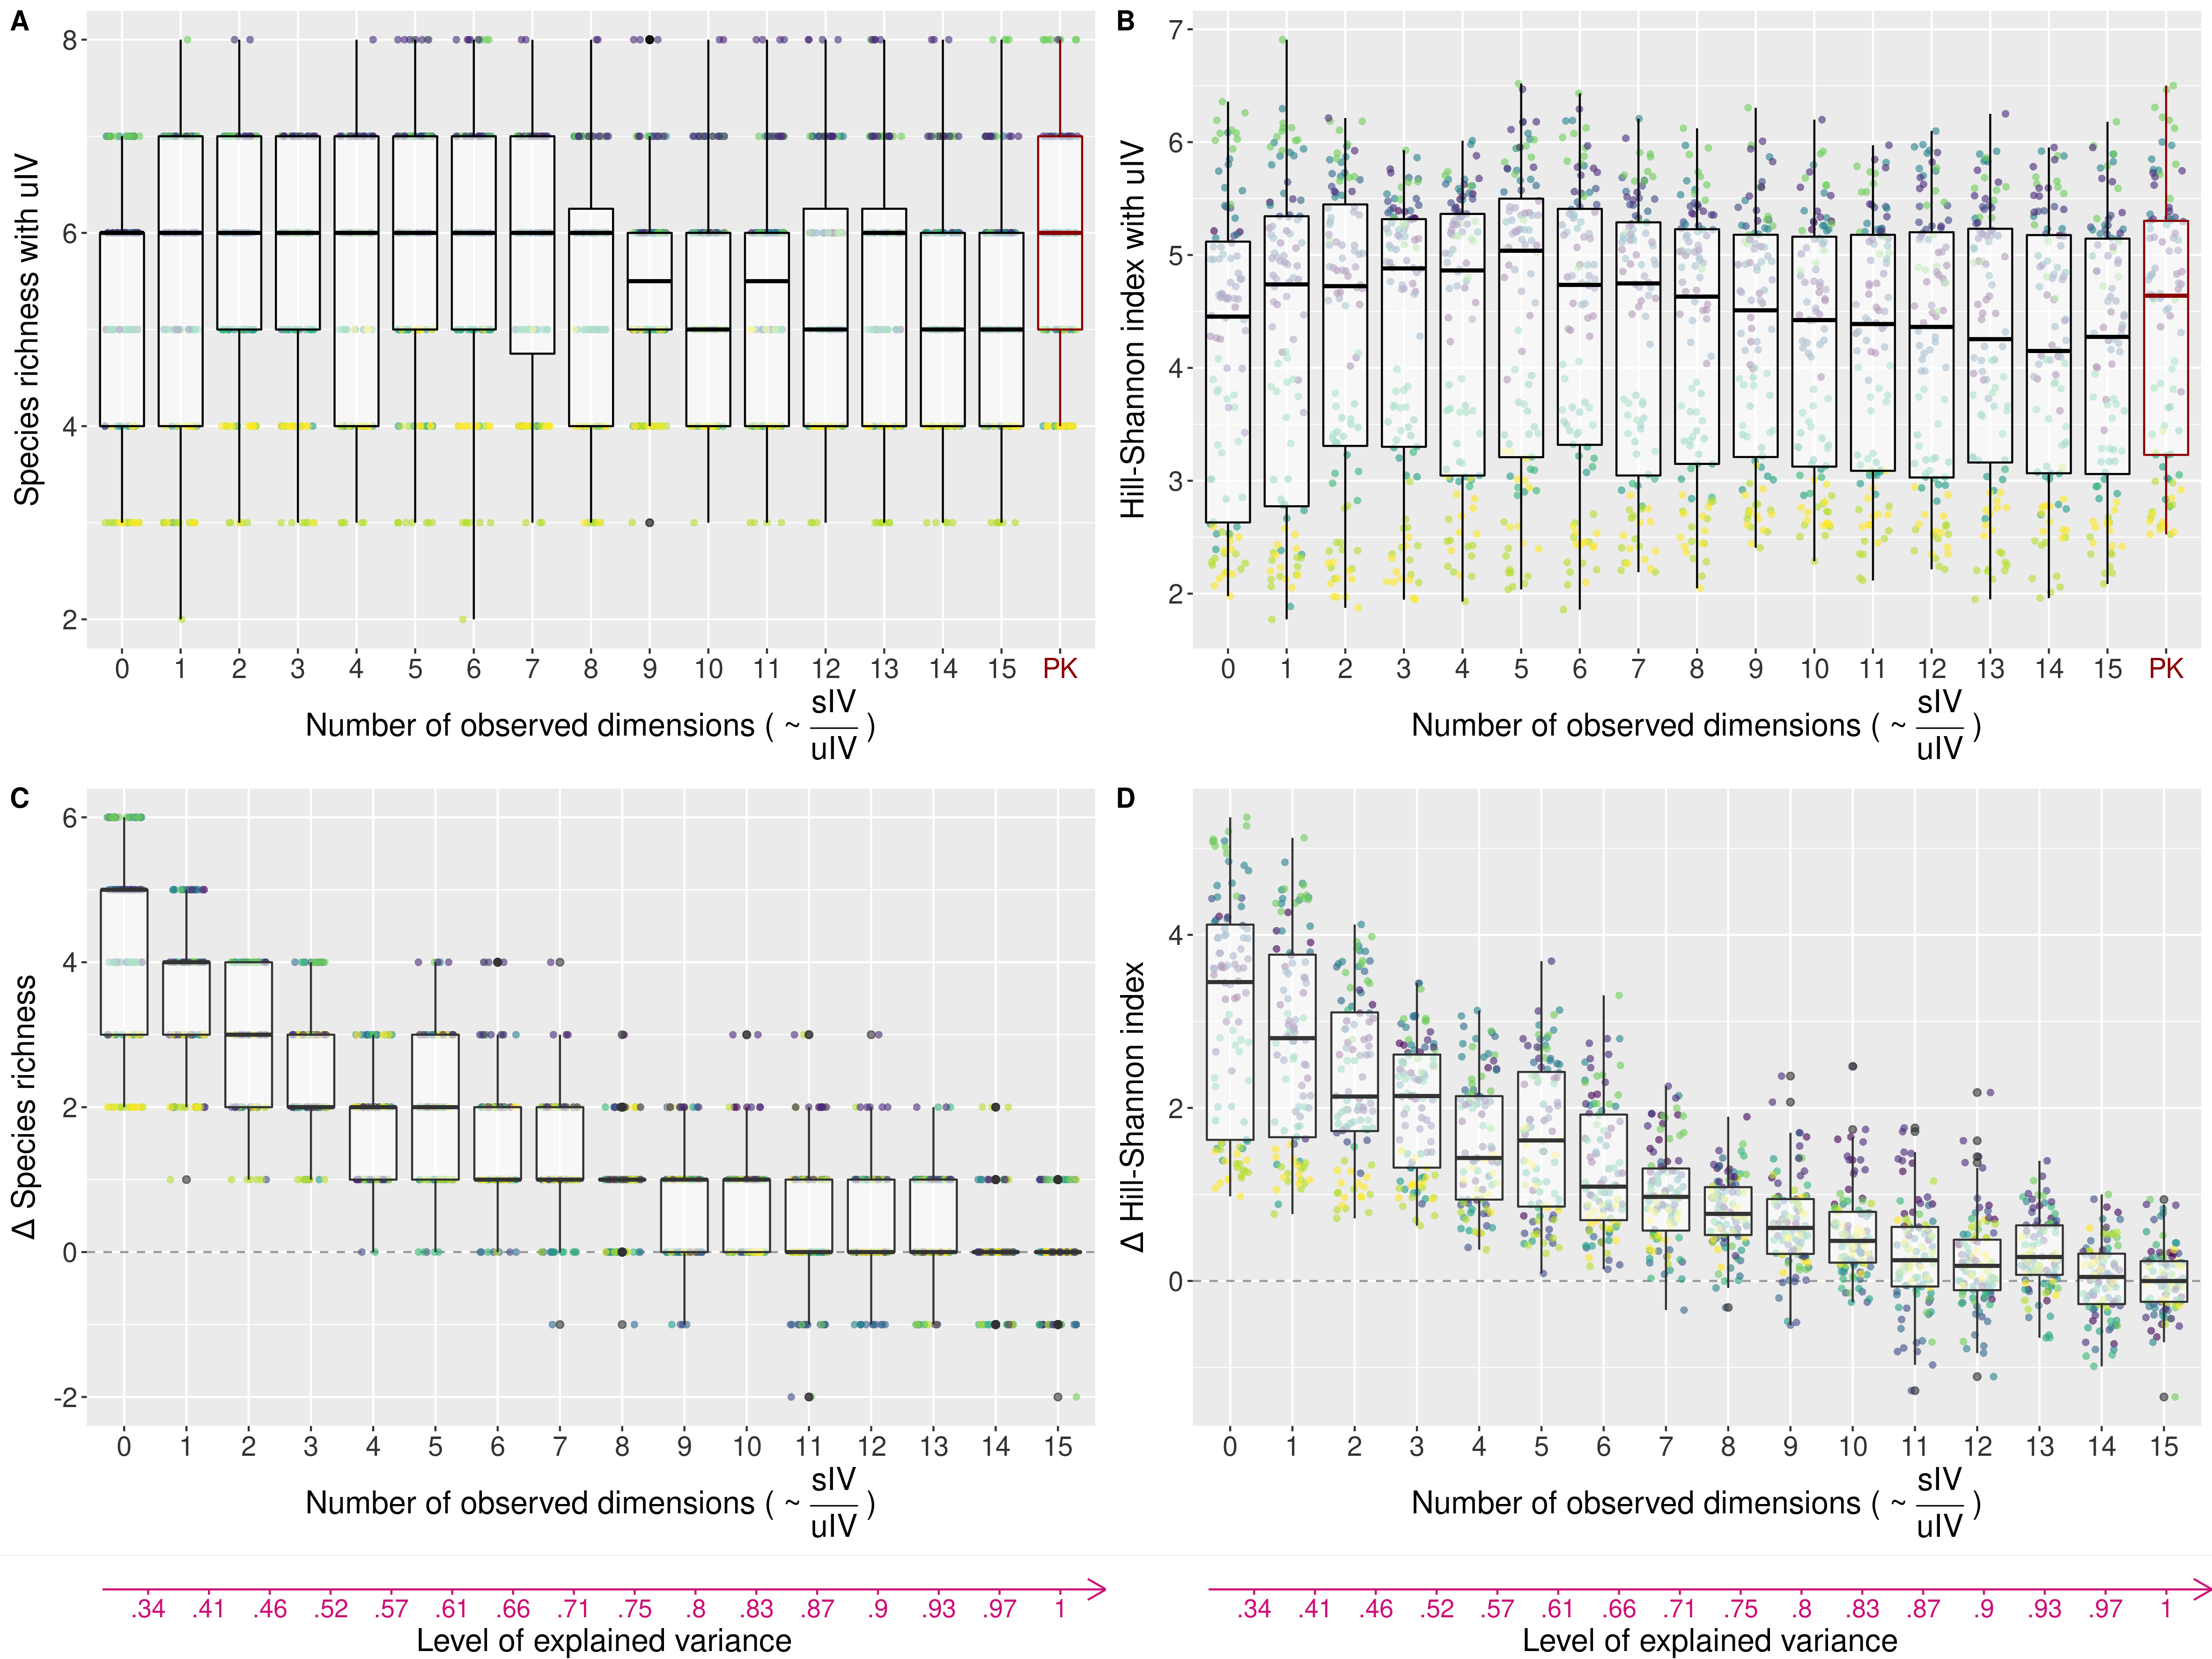 A
Species richness with uIV
8
6
4
2
0 1 2 3 4 5 6 7 8 9 10 11 12 13 14 15 PK
Number of observed dimensions ( ~ sIV
uIV )
B
Hill-Shannon index with uIV
7
6
5
4
3
2
0 1 2 3 4 5 6 7 8 9 10 11 12 13 14 15 PK
Number of observed dimensions ( ~ sIV
uIV )
C
Δ Species richness
6
4
2
0
-2
0 1 2 3 4 5 6 7 8 9 10 11 12 13 14 15
Number of observed dimensions ( ~ sIV
uIV )
D
Δ Hill-Shannon index
4
2
0
0 1 2 3 4 5 6 7 8 9 10 11 12 13 14 15
Number of observed dimensions ( ~ sIV
uIV )
.34 .41 .46 .52 .57 .61 .66 .71 .75 .8 .83 .87 .9 .93 .97 1
Level of explained variance
.34 .41 .46 .52 .57 .61 .66 .71 .75 .8 .83 .87 .9 .93 .97 1
Level of explained variance